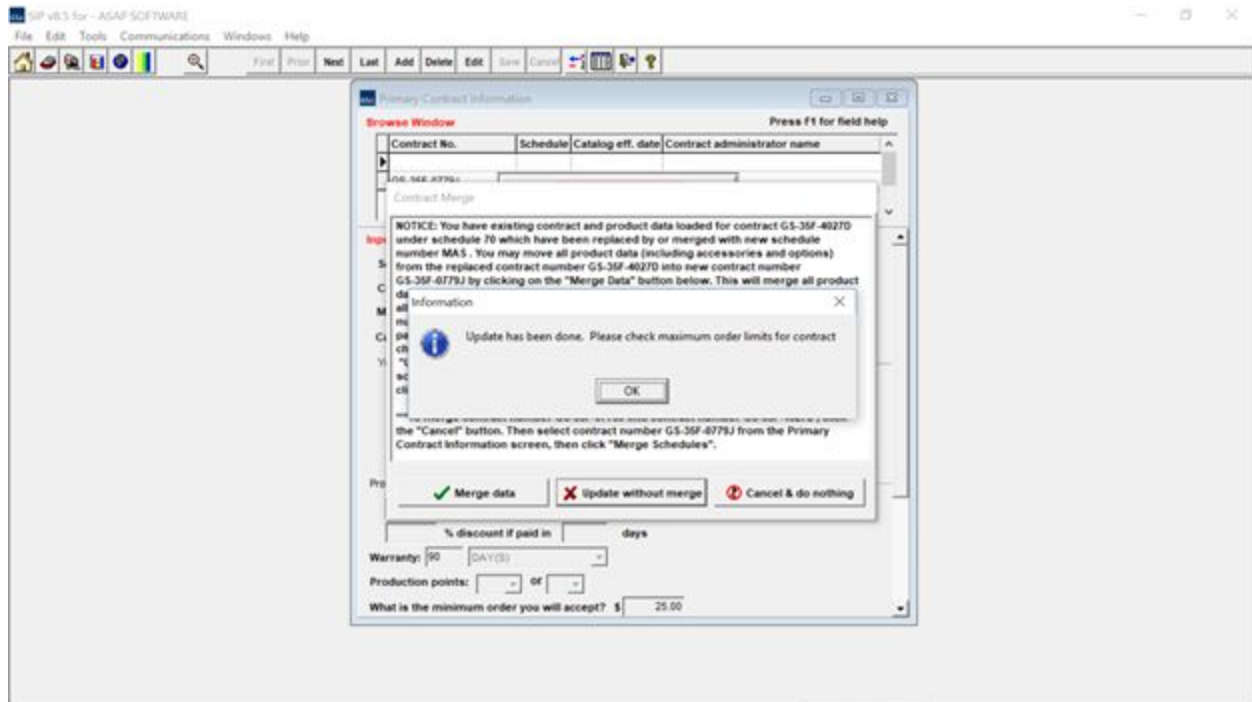 SIP v8.5 for - ASAP SOFTWARE
File Edit Tools Communications Windows Help
First Prior Next Last Add Delete Edit Save Cancel
Primary Contract Information
Browse Window Press F1 for field help
Contract No. Schedule Catalog eff. date Contract administrator name
GS-35F-0779J
Contract Merge
NOTICE: You have existing contract and product data loaded for contract GS-35F-4027D
under schedule 70 which have been replaced by or merged with new schedule
number MAS . You may move all product data (including accessories and options)
from the replaced contract number GS-35F-4027D into new contract number
GS-35F-0779J by clicking on the "Merge Data" button below. This will merge all product
Information
Update has been done. Please check maximum order limits for contract
OK
the "Cancel" button. Then select contract number GS-35F-0779J from the Primary
Contract Information screen, then click "Merge Schedules".
Merge data Update without merge Cancel & do nothing
% discount if paid in days
Warranty: 90 DAY(S)
Production points: or
What is the minimum order you will accept? $ 25.00